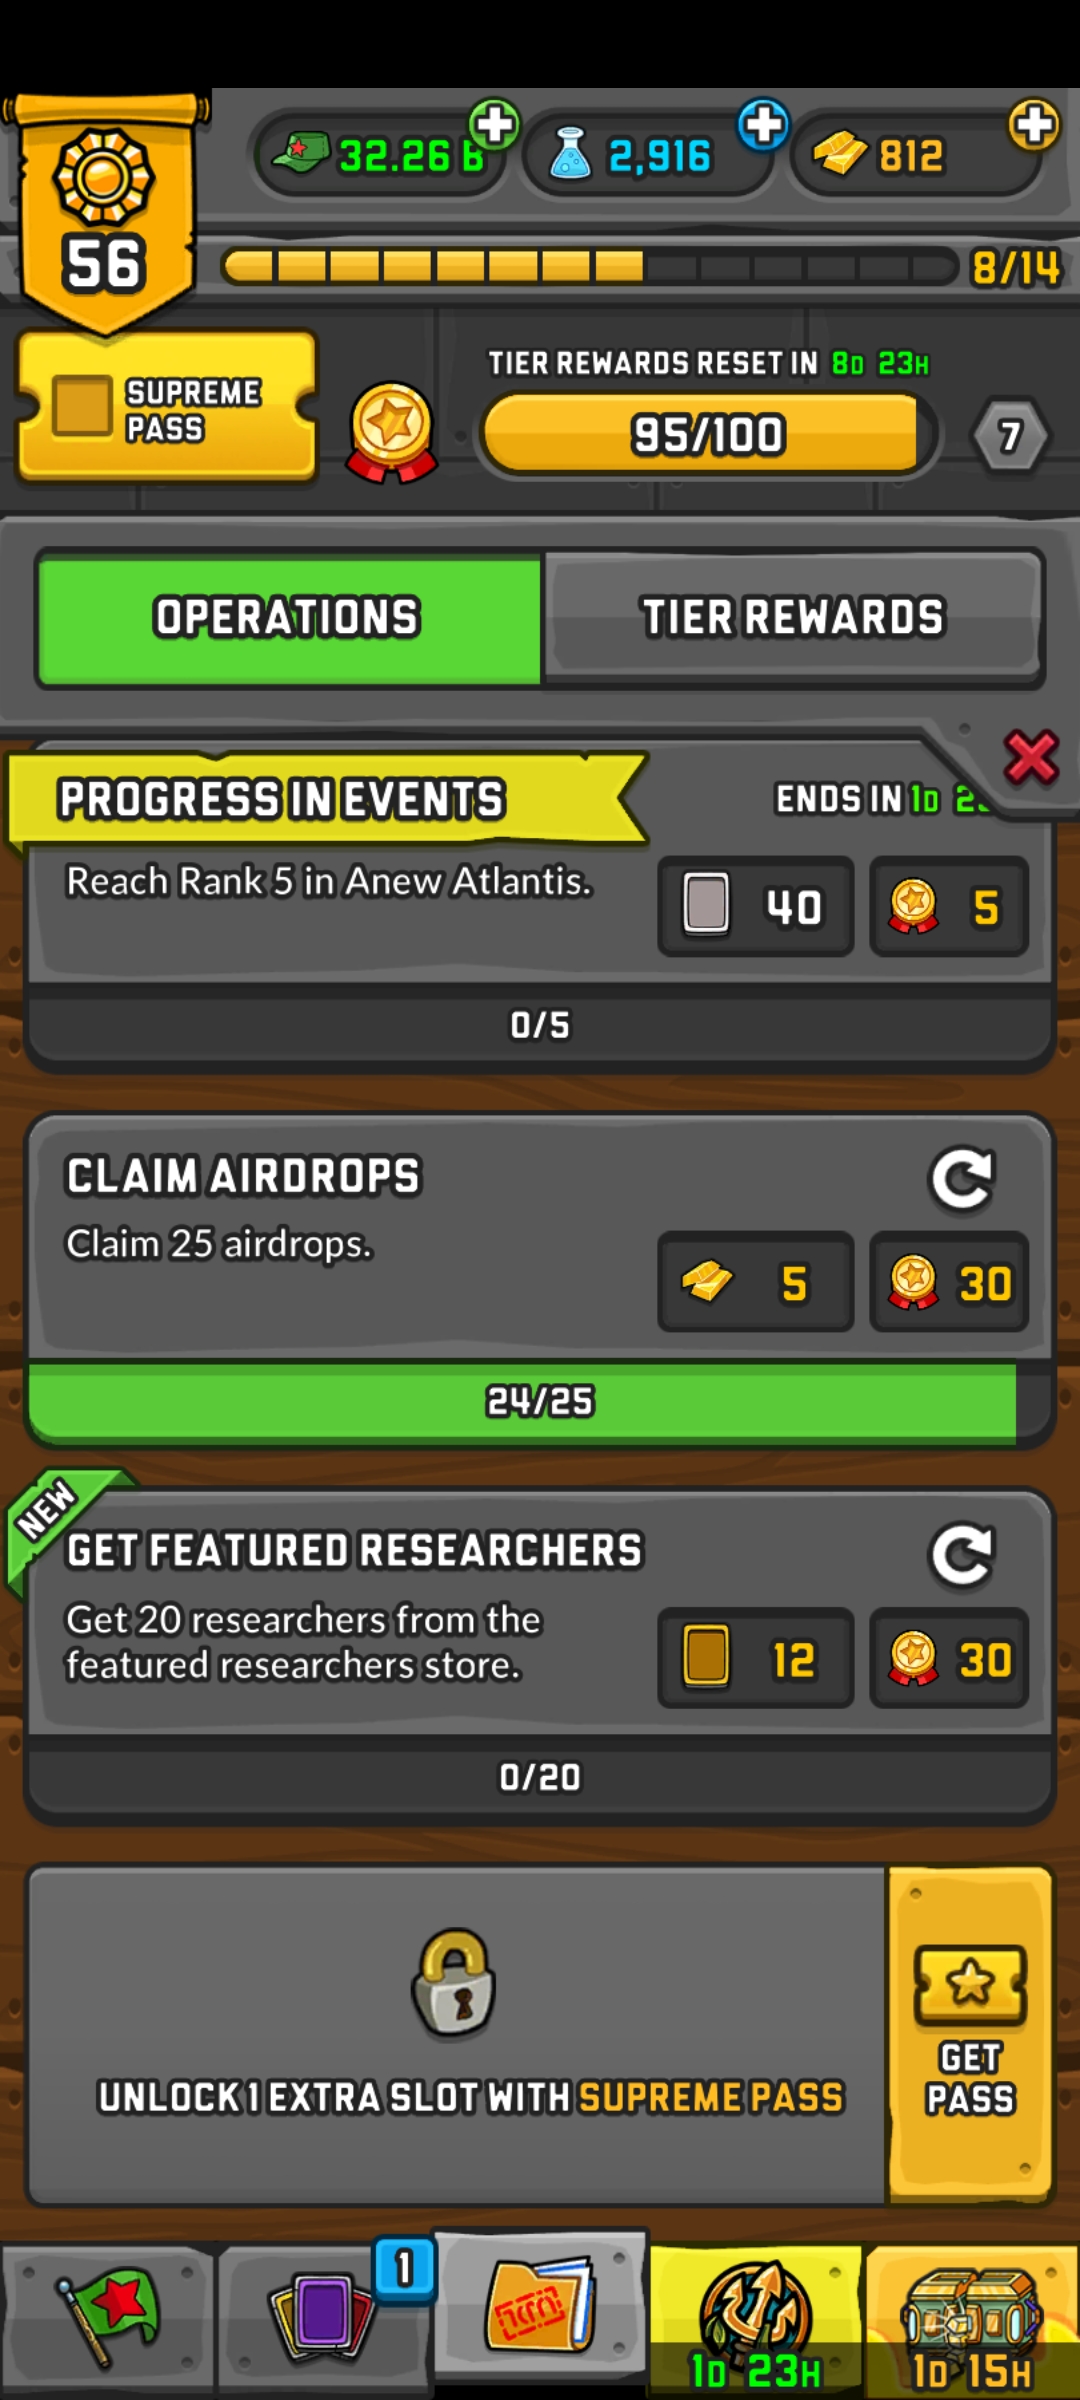 32.26 B
2,916
812
56
8/14
SUPREME
PASS
TIER REWARDS RESET IN 8D 23H
95/100
7
OPERATIONS
TIER REWARDS
PROGRESS IN EVENTS
ENDS IN 1D
Reach Rank 5 in Anew Atlantis.
40
5
0/5
CLAIM AIRDROPS
Claim 25 airdrops.
5
30
24/25
NEW
GET FEATURED RESEARCHERS
Get 20 researchers from the
featured researchers store.
12
30
0/20
UNLOCK 1 EXTRA SLOT WITH SUPREME PASS
GET
PASS
1
1D 23H
1D 15H